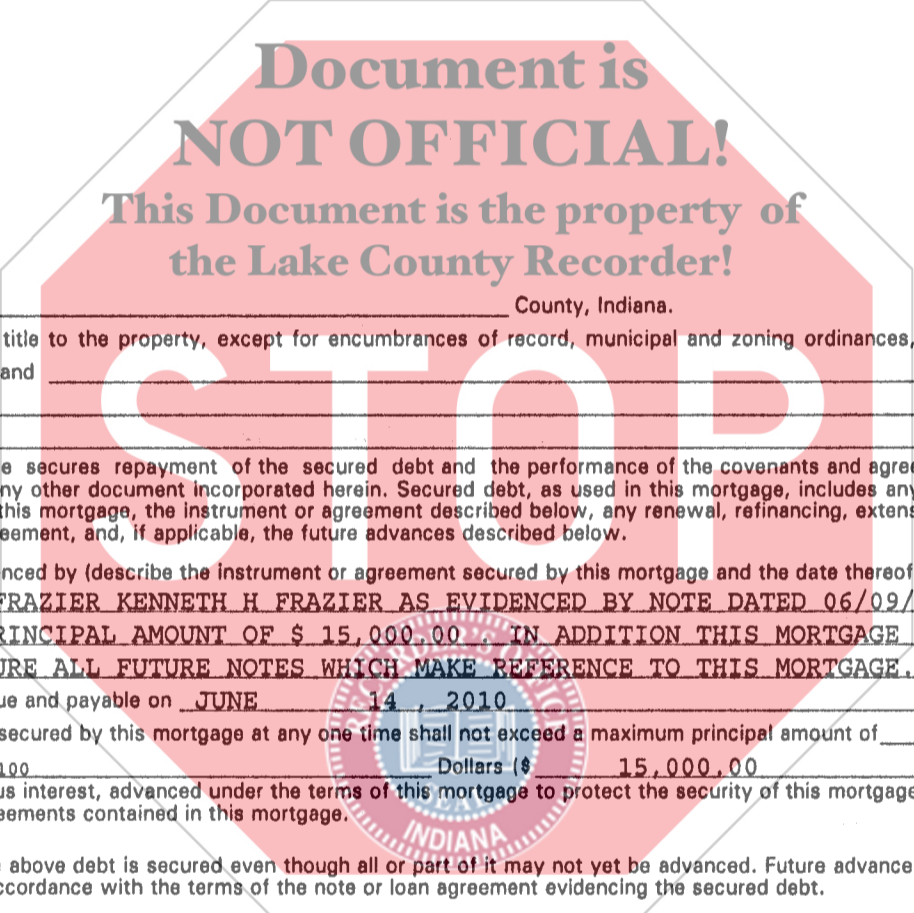 Document is
NOT OFFICIAL!
This Document is the property of
the Lake County Recorder!
STOP
County, Indiana.
title to the property, except for encumbrances of record, municipal and zoning ordinances,
and
e secures repayment of the secured debt and the performance of the covenants and agree
ny other document incorporated herein. Secured debt, as used in this mortgage, includes any
this mortgage, the instrument or agreement described below, any renewal, refinancing, extens
eement, and, if applicable, the future advances described below.
nced by (describe the instrument or agreement secured by this mortgage and the date thereof
FRAZIER KENNETH H FRAZIER AS EVIDENCED BY NOTE DATED 06/09/
RINCIPAL AMOUNT OF $ 15,000.00 . IN ADDITION THIS MORTGAGE
URE ALL FUTURE NOTES WHICH MAKE REFERENCE TO THIS MORTGAGE.
ue and payable on JUNE 14 , 2010
secured by this mortgage at any one time shall not exceed a maximum principal amount of
100 Dollars ($ 15,000.00
us interest, advanced under the terms of this mortgage to protect the security of this mortgage
eements contained in this mortgage.
above debt is secured even though all or part of it may not yet be advanced. Future advance
ccordance with the terms of the note or loan agreement evidencing the secured debt.
RECORDER'S OFFICE
SEAL
INDIANA